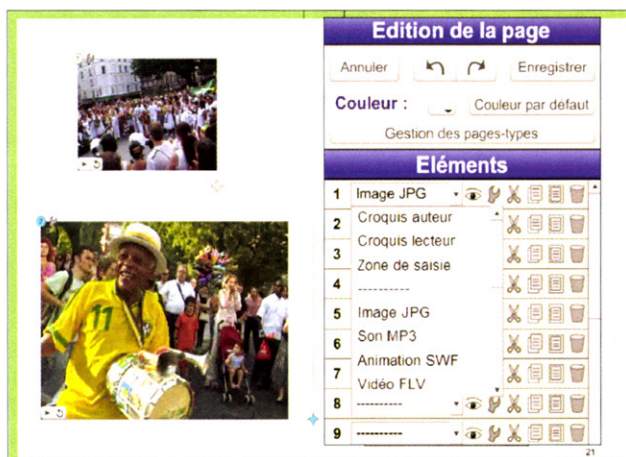 Edition de la page
Annuler Enregistrer
Couleur : Couleur par défaut
Gestion des pages-types
Eléments
1 Image JPG
2 Croquis auteur
3 Croquis lecteur
Zone de saisie
4 ----------
5 Image JPG
6 Son MP3
7 Animation SWF
Vidéo FLV
8 ----------
9 ----------
11
21